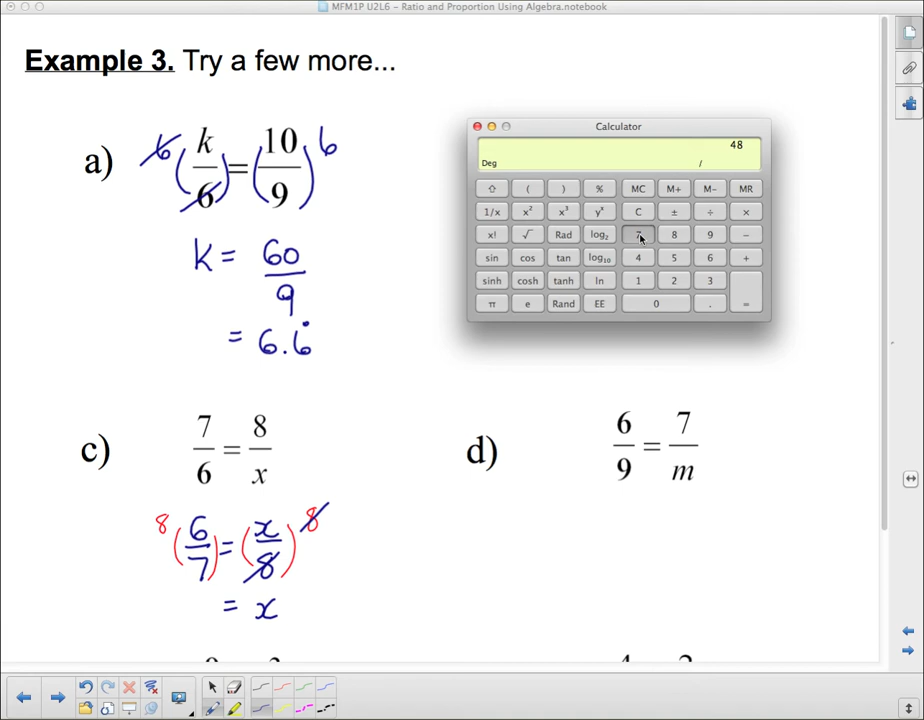 MFM1P U2L6 - Ratio and Proportion Using Algebra.notebook
Example 3. Try a few more...
a) 6 (k/6) = (10/9) 6
k = 60/9
= 6.6̇
Calculator
48
Deg /
( ) % MC M+ M− MR
1/x x² x³ yˣ C ± ÷ ×
x! √ Rad log₂ 7 8 9 −
sin cos tan log₁₀ 4 5 6 +
sinh cosh tanh ln 1 2 3
π e Rand EE 0 . =
c) 7/6 = 8/x
8 (6/7) = (x/8) 8
= x
d) 6/9 = 7/m